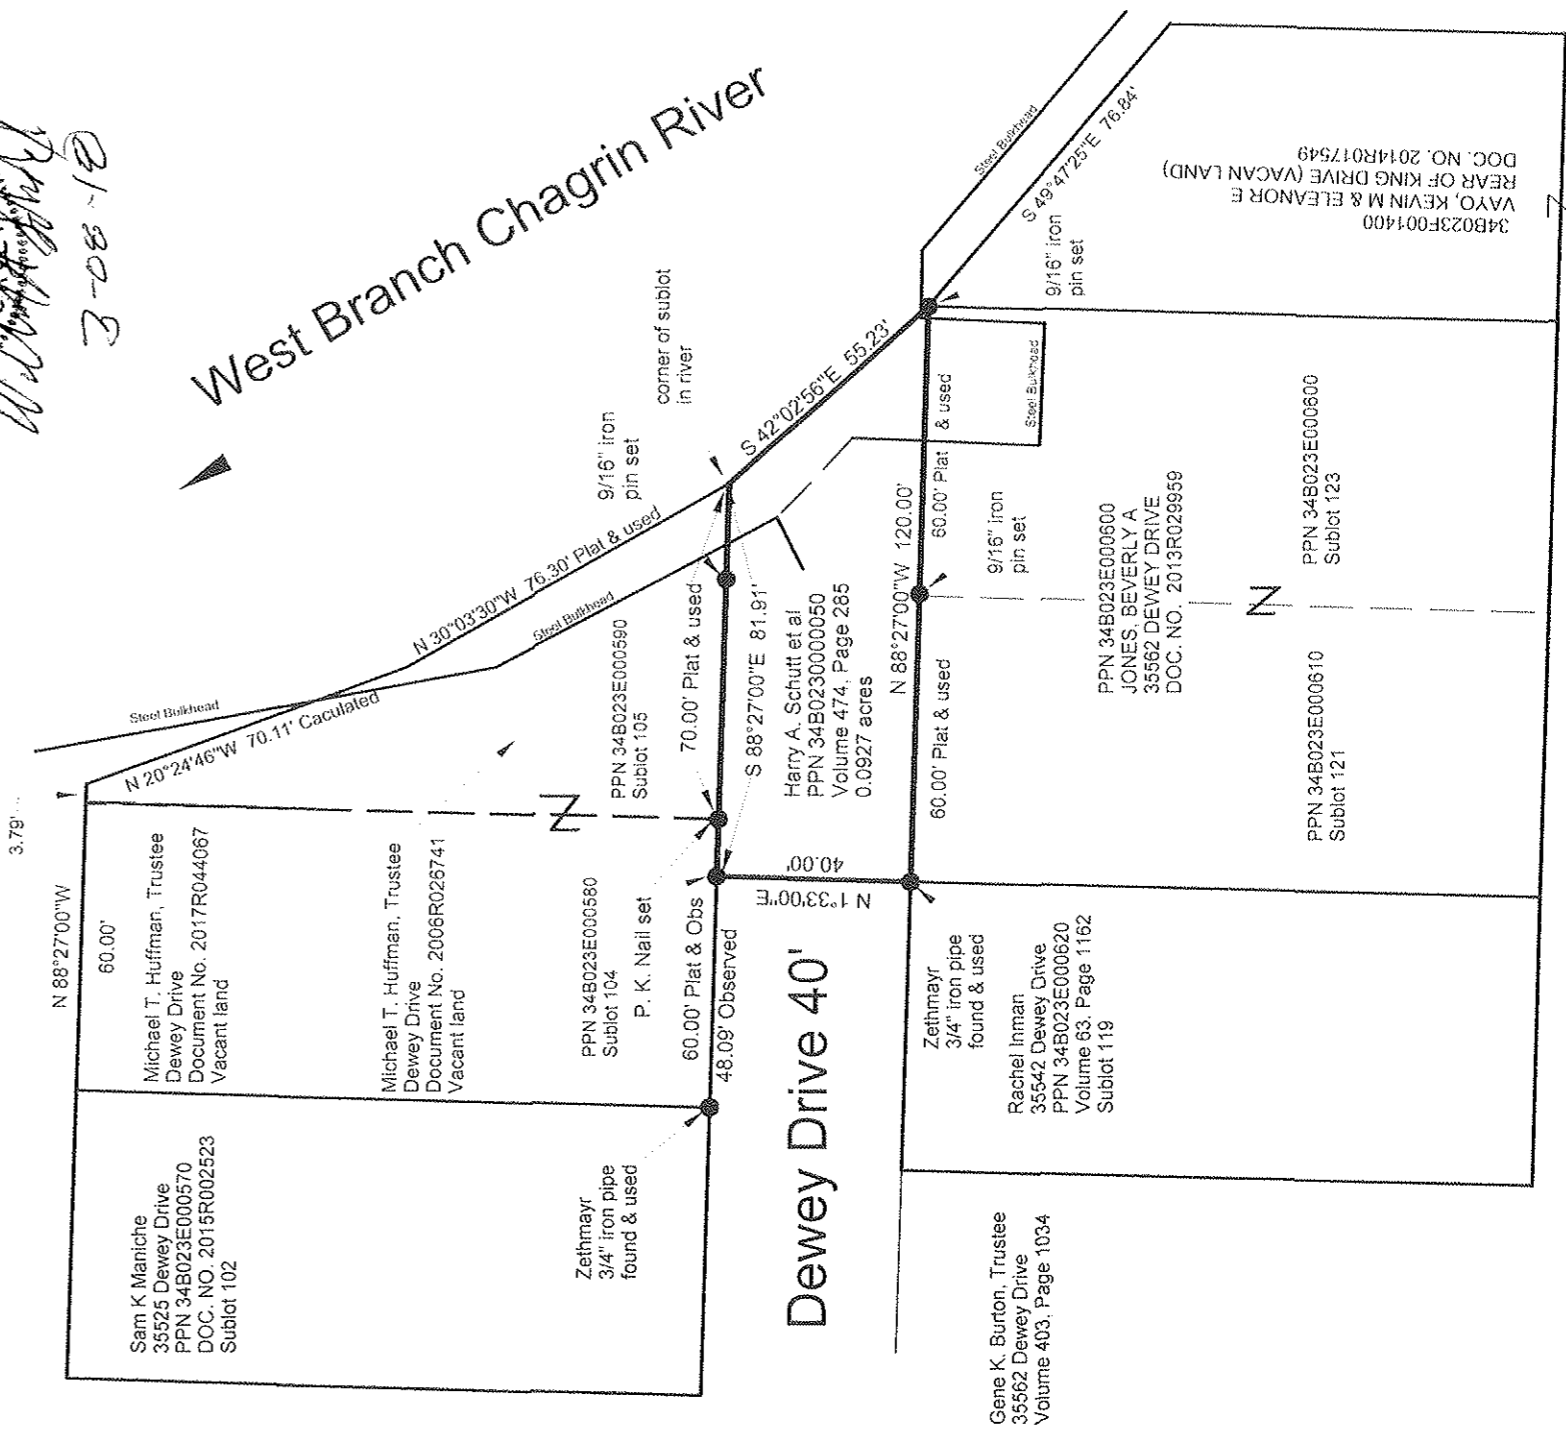 3-08-18
West Branch Chagrin River
3.79'
N 88°27'00"W
60.00'
Steel Bulkhead
N 20°24'46"W 70.11' Caculated
N 30°03'30"W 76.30' Plat & used
Steel Bulkhead
9/16" iron
pin set
corner of sublot
in river
S 42°02'56"E 55.23'
Steel Bulkhead
S 49°47'25"E 76.84'
9/16" iron
pin set
34B023F001400
VAYO, KEVIN M & ELEANOR E
REAR OF KING DRIVE (VACAN LAND)
DOC. NO. 2014R017549
Sam K Maniche
35525 Dewey Drive
PPN 34B023E000570
DOC. NO. 2015R002523
Sublot 102
Michael T. Huffman, Trustee
Dewey Drive
Document No. 2017R044067
Vacant land
Michael T. Huffman, Trustee
Dewey Drive
Document No. 2006R026741
Vacant land
PPN 34B023E000580
Sublot 104
P. K. Nail set
PPN 34B023E000590
Sublot 105
60.00' Plat & Obs
70.00' Plat & used
48.09' Observed
S 88°27'00"E 81.91'
Zethmayr
3/4" iron pipe
found & used
Harry A. Schutt et al
PPN 34B0230000050
Volume 474, Page 285
0.0927 acres
40.00'
N 1°33'00"E
N 88°27'00"W 120.00'
60.00' Plat & used
60.00' Plat & used
Steel Bulkhead
9/16" iron
pin set
Dewey Drive 40'
Zethmayr
3/4" iron pipe
found & used
Rachel Inman
35542 Dewey Drive
PPN 34B023E000620
Volume 63, Page 1162
Sublot 119
Gene K. Burton, Trustee
35562 Dewey Drive
Volume 403, Page 1034
PPN 34B023E000600
JONES, BEVERLY A
35562 DEWEY DRIVE
DOC. NO. 2013R029959
PPN 34B023E000610
Sublot 121
PPN 34B023E000600
Sublot 123